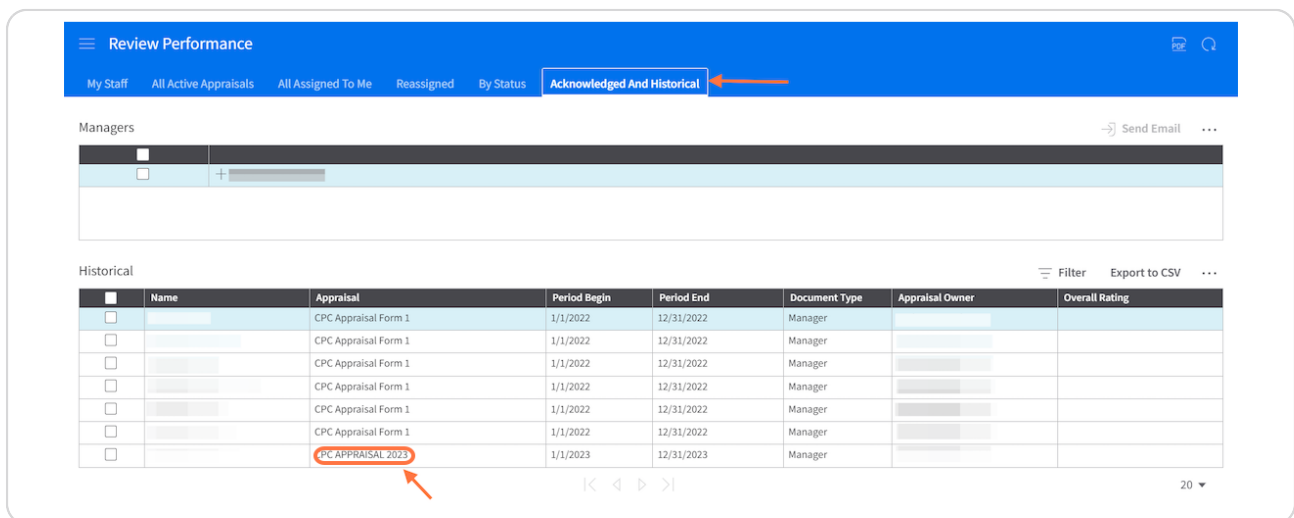 Review Performance PDF
My Staff All Active Appraisals All Assigned To Me Reassigned By Status Acknowledged And Historical
Managers Send Email ...
Historical Filter Export to CSV ...
Name Appraisal Period Begin Period End Document Type Appraisal Owner Overall Rating
CPC Appraisal Form 1 1/1/2022 12/31/2022 Manager
CPC Appraisal Form 1 1/1/2022 12/31/2022 Manager
CPC Appraisal Form 1 1/1/2022 12/31/2022 Manager
CPC Appraisal Form 1 1/1/2022 12/31/2022 Manager
CPC Appraisal Form 1 1/1/2022 12/31/2022 Manager
CPC Appraisal Form 1 1/1/2022 12/31/2022 Manager
CPC APPRAISAL 2023 1/1/2023 12/31/2023 Manager
20